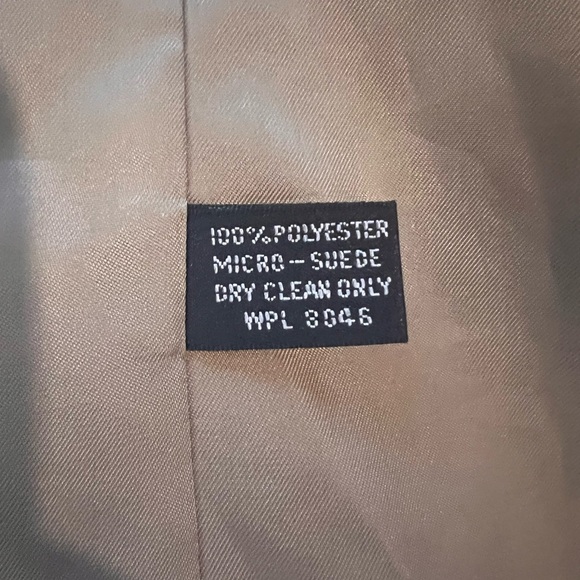 100% POLYESTER
MICRO-SUEDE
DRY CLEAN ONLY
WPL 8046